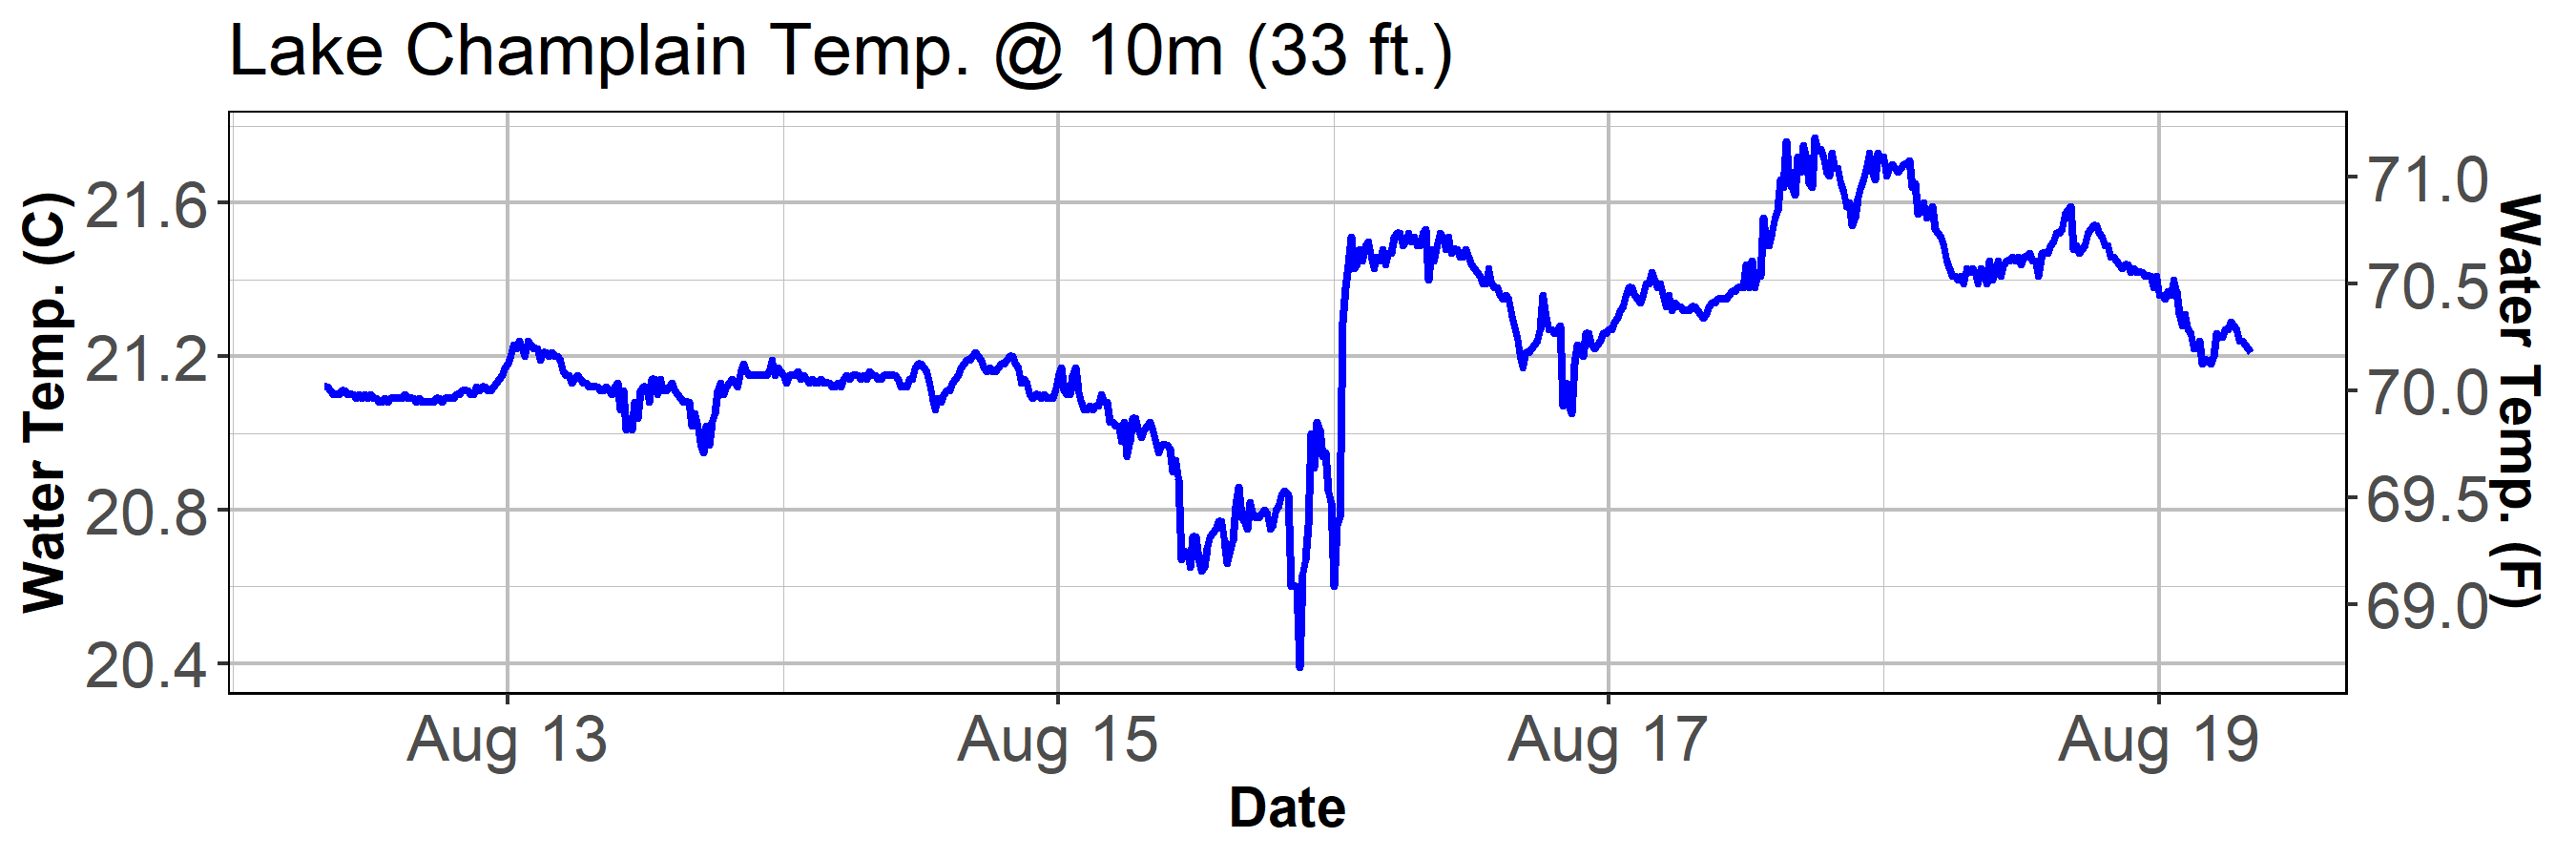 Lake Champlain Temp. @ 10m (33 ft.)
Water Temp. (C)
21.6
21.2
20.8
20.4
71.0
70.5
70.0
69.5
69.0
Water Temp. (F)
Aug 13
Aug 15
Aug 17
Aug 19
Date